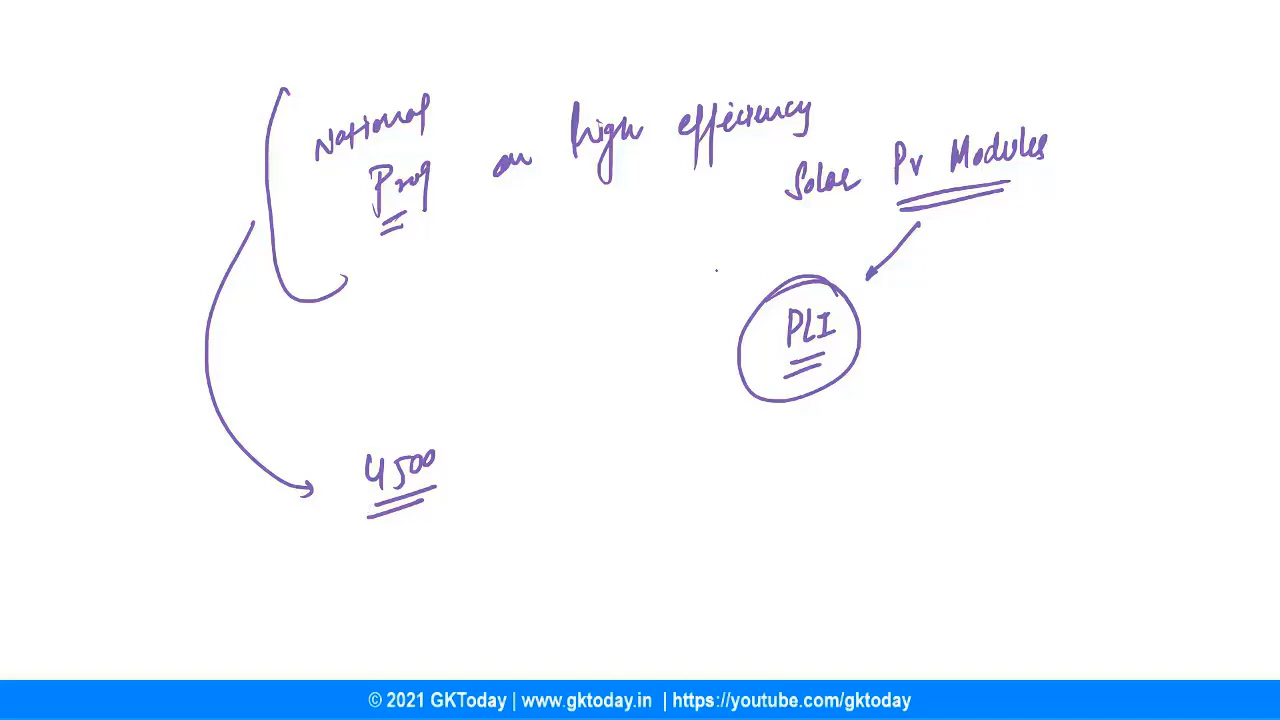 National
Prog on high efficiency
Solar PV Modules
PLI
4500
© 2021 GKToday | www.gktoday.in | https://youtube.com/gktoday